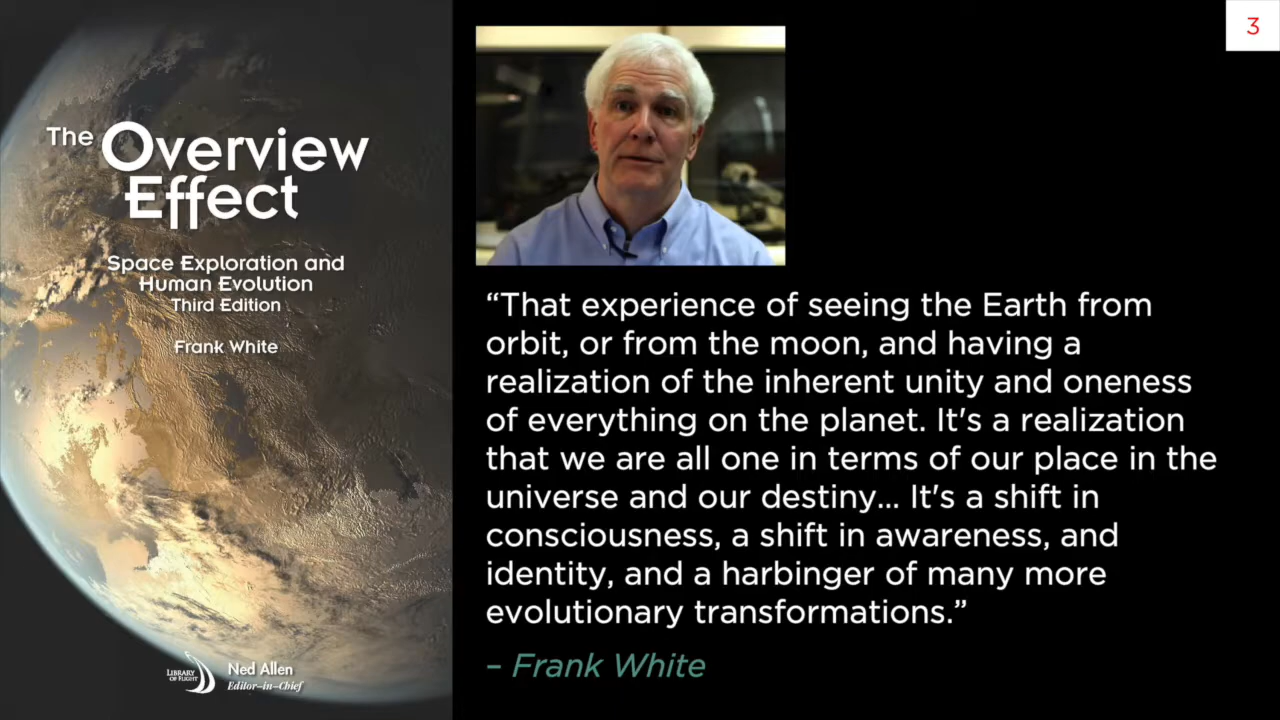 The Overview
Effect
Space Exploration and
Human Evolution
Third Edition
Frank White
LIBRARY
OF FLIGHT
Ned Allen
Editor–in–Chief
3
“That experience of seeing the Earth from
orbit, or from the moon, and having a
realization of the inherent unity and oneness
of everything on the planet. It's a realization
that we are all one in terms of our place in the
universe and our destiny... It's a shift in
consciousness, a shift in awareness, and
identity, and a harbinger of many more
evolutionary transformations.”
– Frank White